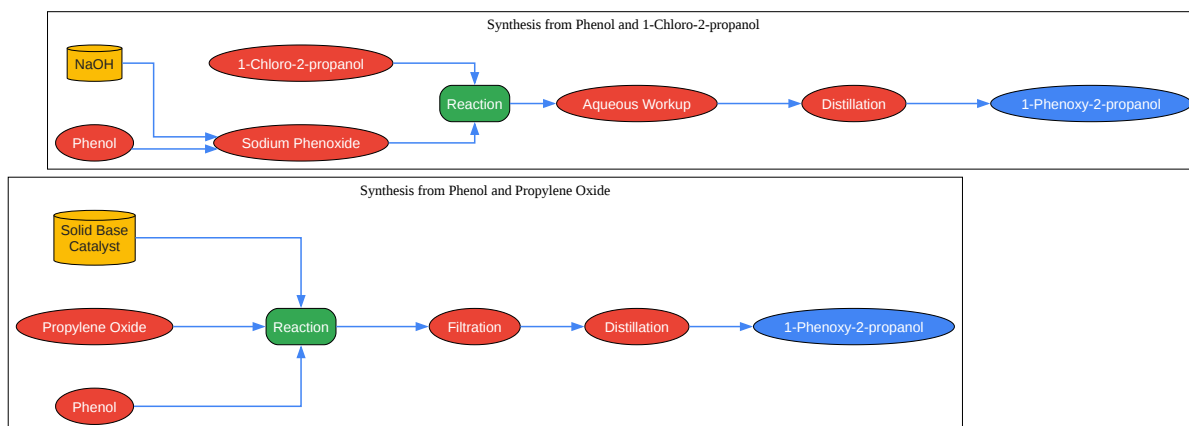 Synthesis from Phenol and 1-Chloro-2-propanol
NaOH
1-Chloro-2-propanol
Reaction
Aqueous Workup
Distillation
1-Phenoxy-2-propanol
Phenol
Sodium Phenoxide
Synthesis from Phenol and Propylene Oxide
Solid Base
Catalyst
Propylene Oxide
Reaction
Filtration
Distillation
1-Phenoxy-2-propanol
Phenol